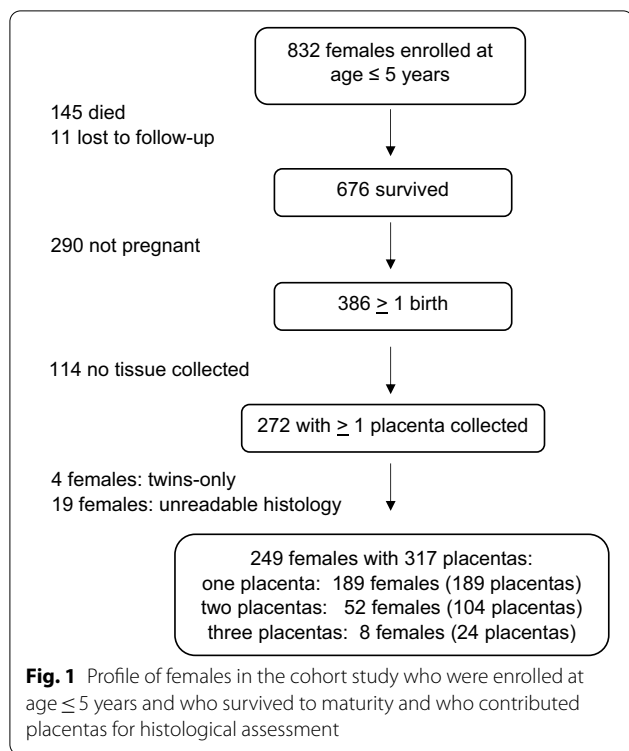 832 females enrolled at
age ≤ 5 years
145 died
11 lost to follow-up
676 survived
290 not pregnant
386 ≥ 1 birth
114 no tissue collected
272 with ≥ 1 placenta collected
4 females: twins-only
19 females: unreadable histology
249 females with 317 placentas:
one placenta: 189 females (189 placentas)
two placentas: 52 females (104 placentas)
three placentas: 8 females (24 placentas)
Fig. 1 Profile of females in the cohort study who were enrolled at
age ≤ 5 years and who survived to maturity and who contributed
placentas for histological assessment